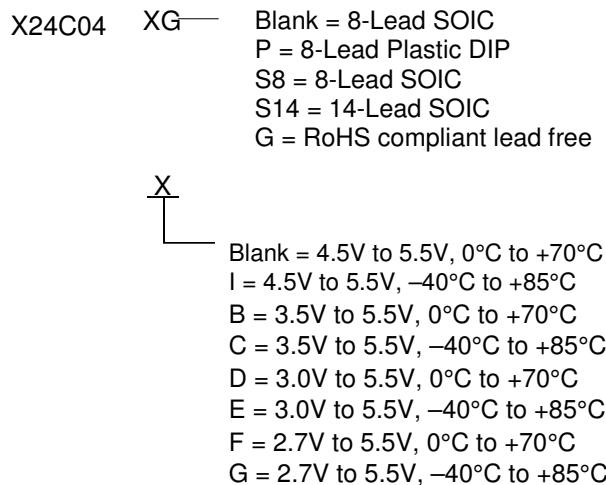 X24C04 XG Blank = 8-Lead SOIC
P = 8-Lead Plastic DIP
S8 = 8-Lead SOIC
S14 = 14-Lead SOIC
G = RoHS compliant lead free
X
Blank = 4.5V to 5.5V, 0°C to +70°C
I = 4.5V to 5.5V, –40°C to +85°C
B = 3.5V to 5.5V, 0°C to +70°C
C = 3.5V to 5.5V, –40°C to +85°C
D = 3.0V to 5.5V, 0°C to +70°C
E = 3.0V to 5.5V, –40°C to +85°C
F = 2.7V to 5.5V, 0°C to +70°C
G = 2.7V to 5.5V, –40°C to +85°C